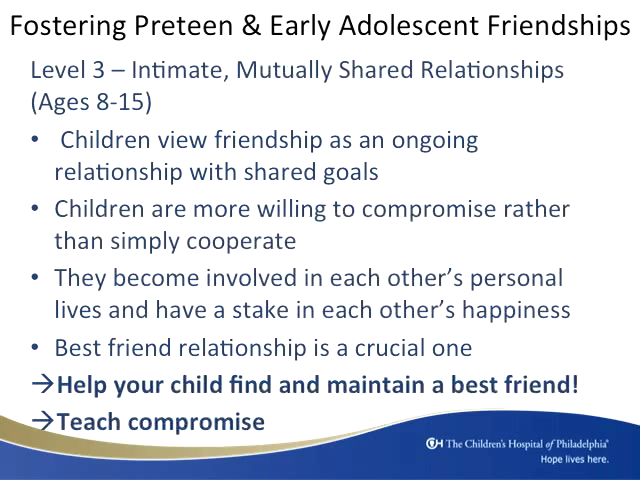 Fostering Preteen & Early Adolescent Friendships
Level 3 – Intimate, Mutually Shared Relationships
(Ages 8-15)
• Children view friendship as an ongoing
relationship with shared goals
• Children are more willing to compromise rather
than simply cooperate
• They become involved in each other's personal
lives and have a stake in each other's happiness
• Best friend relationship is a crucial one
→Help your child find and maintain a best friend!
→Teach compromise
The Children's Hospital of Philadelphia®
Hope lives here.